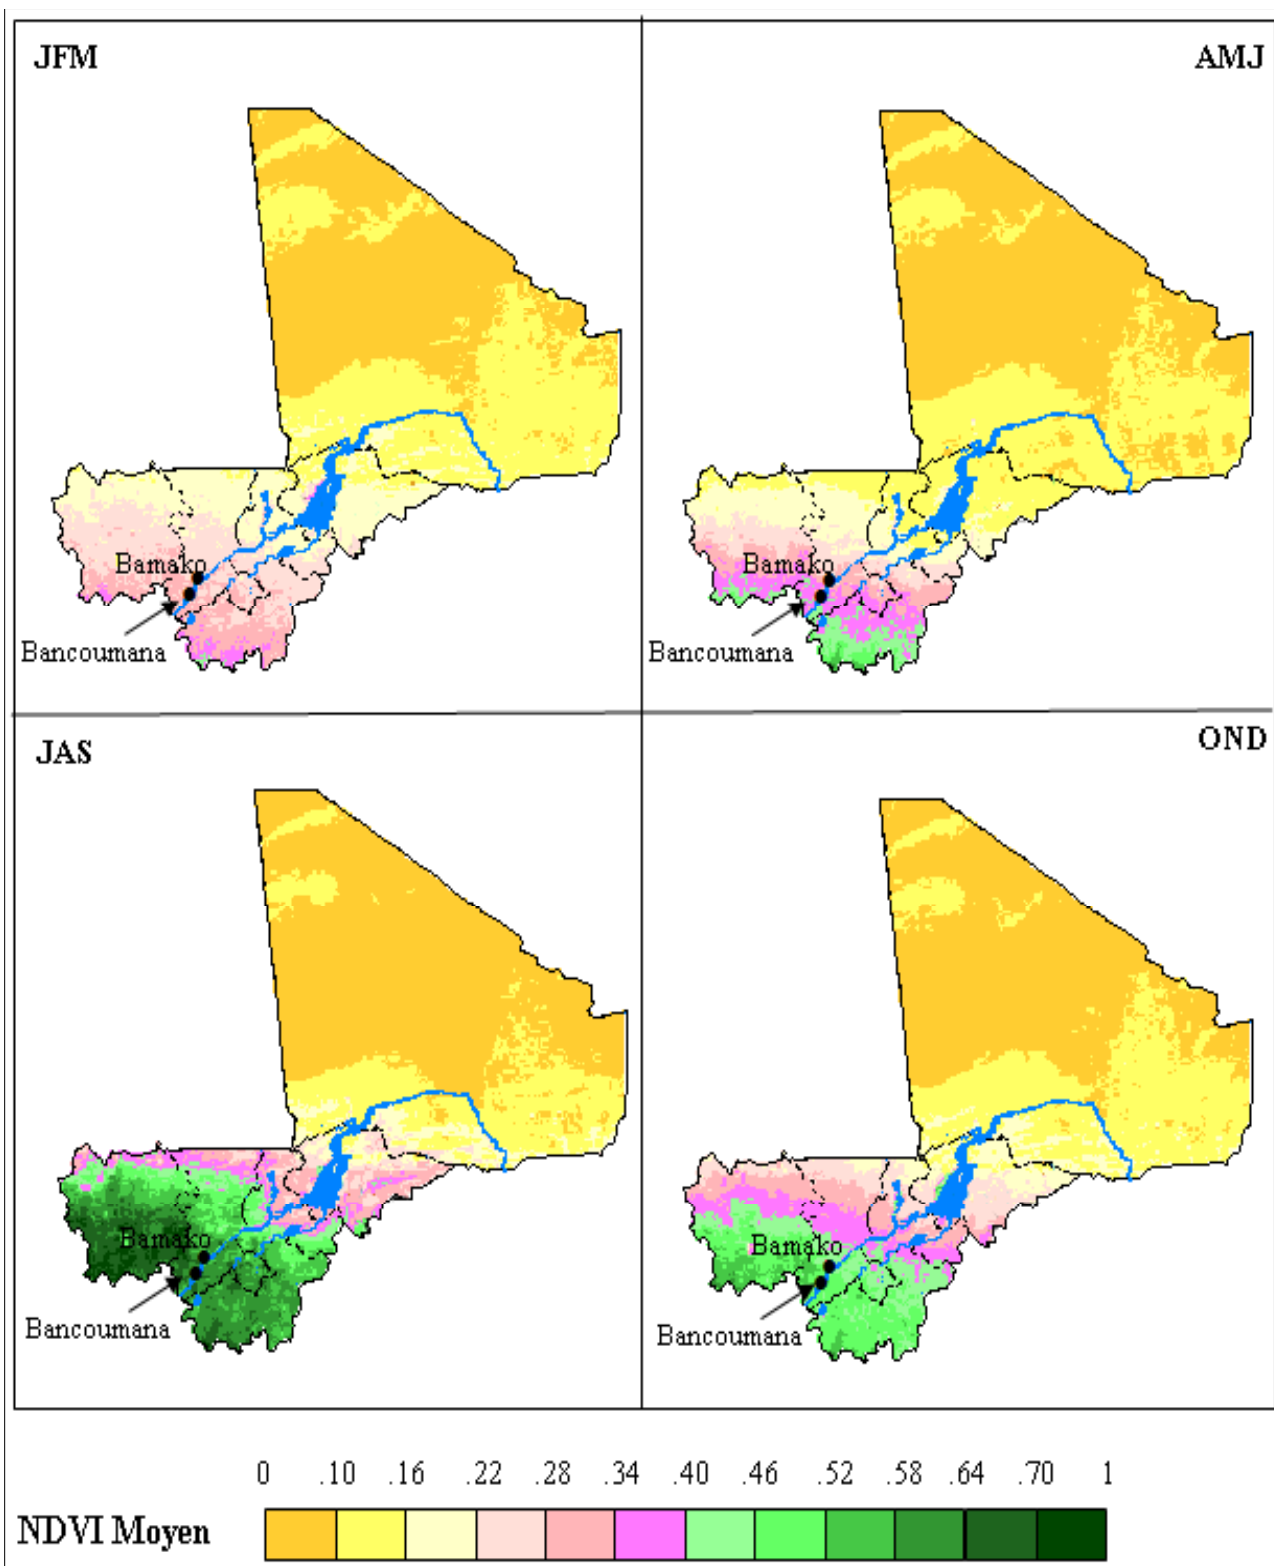 JFM
AMJ
Bamako
Bancoumana
Bamako
Bancoumana
JAS
OND
Bamako
Bancoumana
Bamako
Bancoumana
0 .10 .16 .22 .28 .34 .40 .46 .52 .58 .64 .70 1
NDVI Moyen